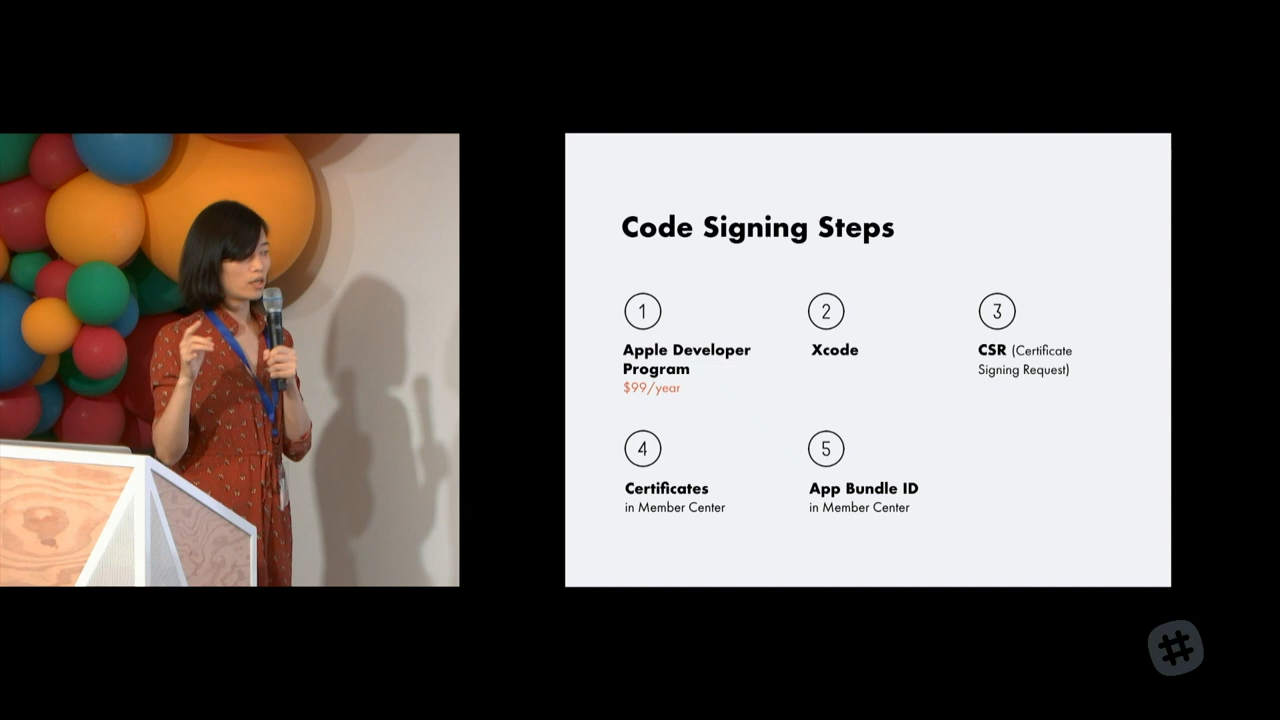 Code Signing Steps
1
2
3
Apple Developer
Program
$99/year
Xcode
CSR (Certificate
Signing Request)
4
5
Certificates
in Member Center
App Bundle ID
in Member Center